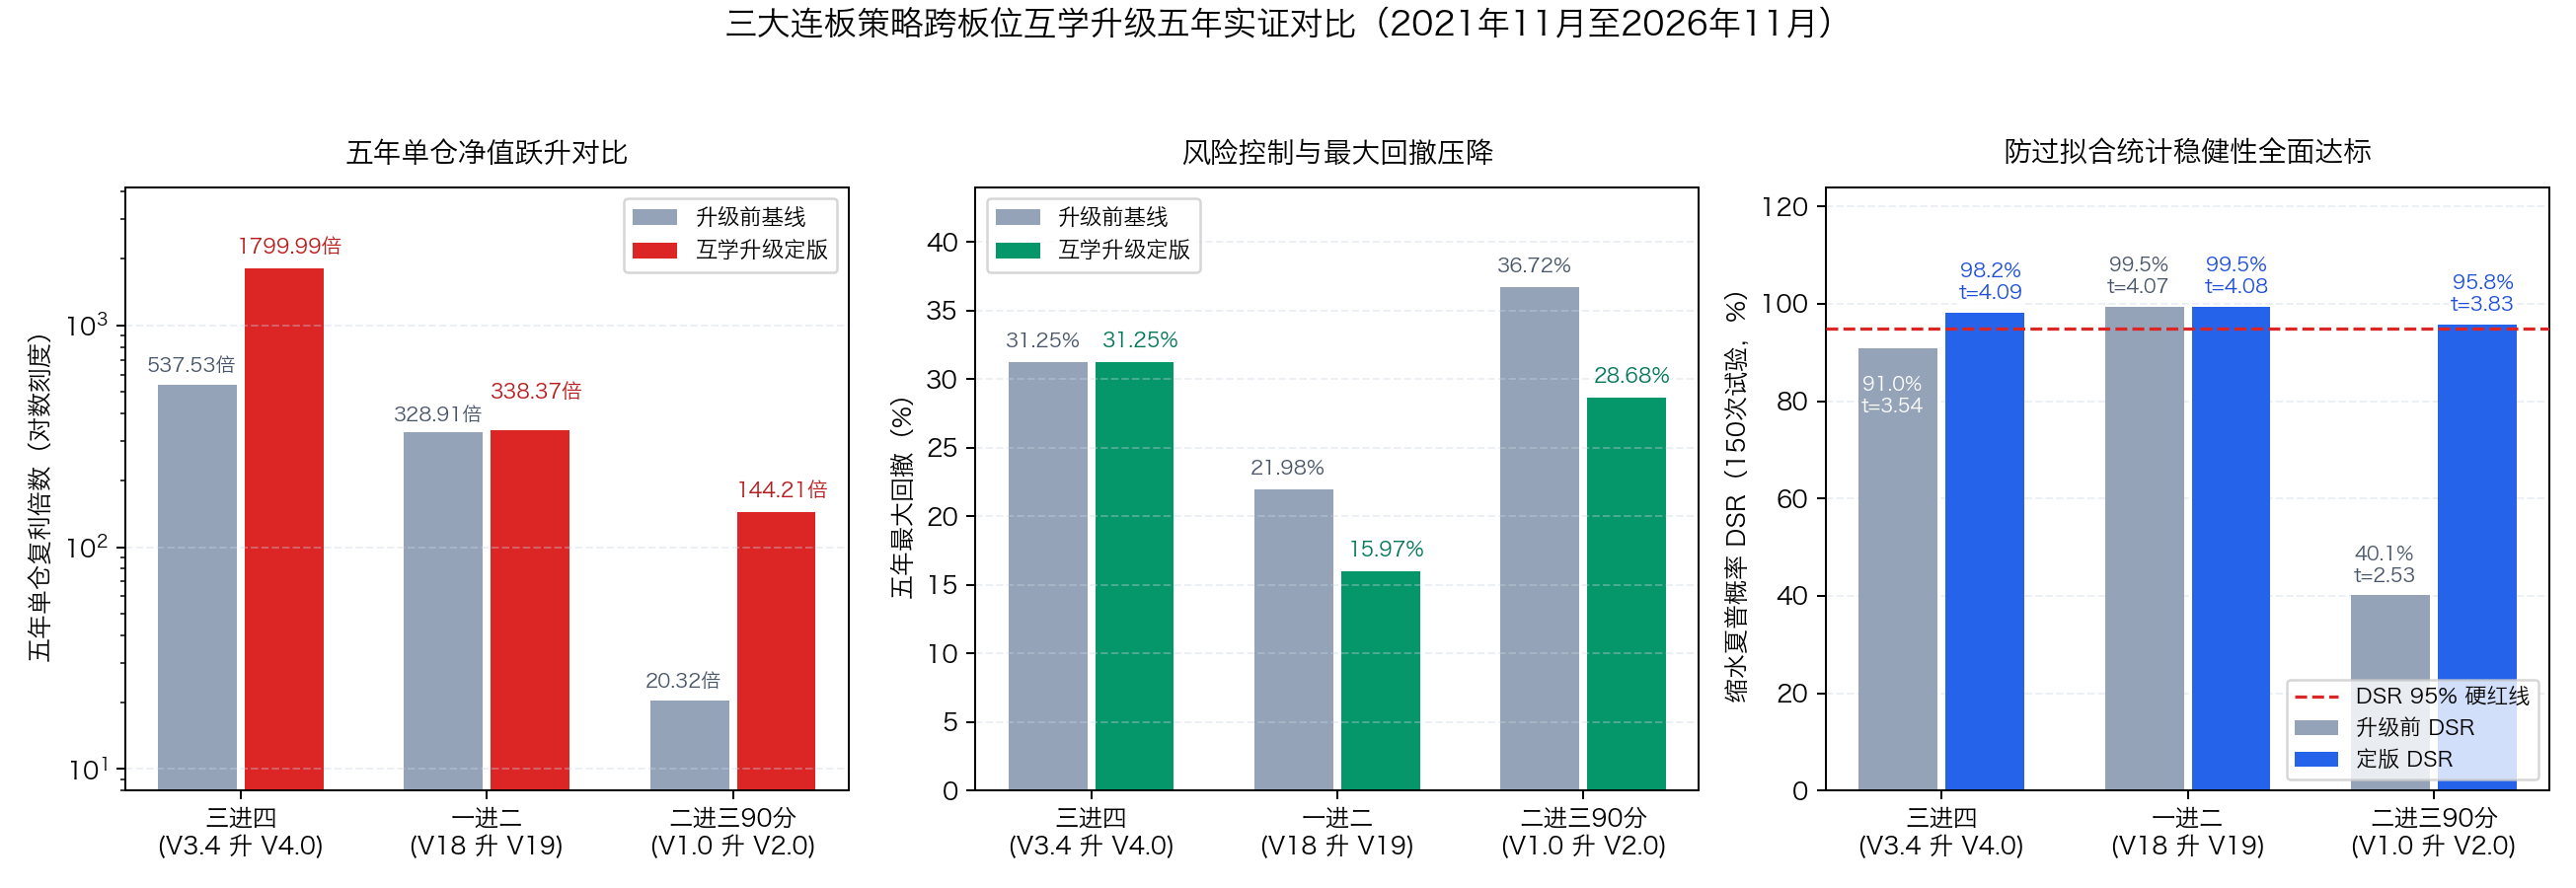 三大连板策略跨板位互学升级五年实证对比（2021年11月至2026年11月）
五年单仓净值跃升对比
五年单仓复利倍数（对数刻度）
10³
10²
10¹
升级前基线
互学升级定版
537.53倍
1799.99倍
328.91倍
338.37倍
20.32倍
144.21倍
三进四
(V3.4 升 V4.0)
一进二
(V18 升 V19)
二进三90分
(V1.0 升 V2.0)
风险控制与最大回撤压降
五年最大回撤（%）
40
35
30
25
20
15
10
5
0
升级前基线
互学升级定版
31.25%
31.25%
21.98%
15.97%
36.72%
28.68%
三进四
(V3.4 升 V4.0)
一进二
(V18 升 V19)
二进三90分
(V1.0 升 V2.0)
防过拟合统计稳健性全面达标
缩水夏普概率 DSR（150次试验，%）
120
100
80
60
40
20
0
91.0%
t=3.54
98.2%
t=4.09
99.5%
t=4.07
99.5%
t=4.08
40.1%
t=2.53
95.8%
t=3.83
DSR 95% 硬红线
升级前 DSR
定版 DSR
三进四
(V3.4 升 V4.0)
一进二
(V18 升 V19)
二进三90分
(V1.0 升 V2.0)